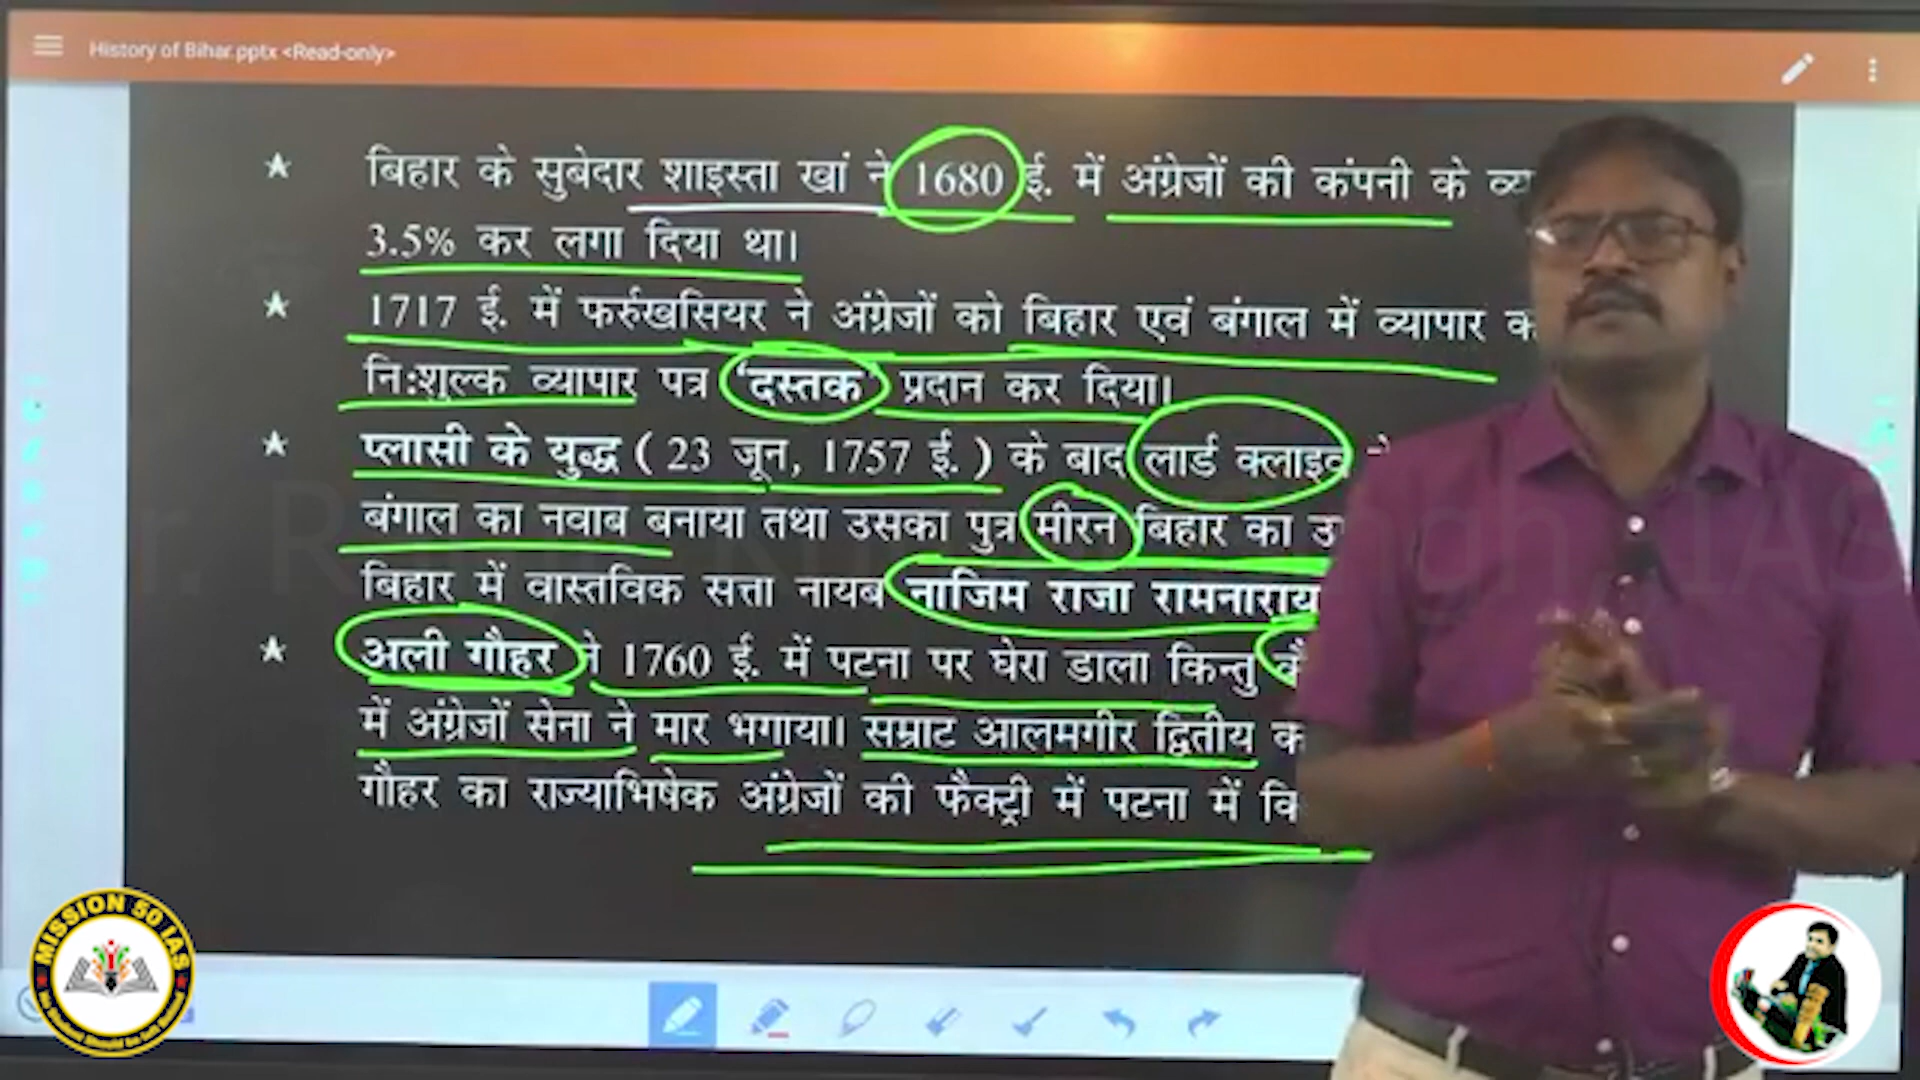 History of Bihar.pptx <Read-only>
★ बिहार के सुबेदार शाइस्ता खां ने 1680 ई. में अंग्रेजों की कंपनी के
3.5% कर लगा दिया था।
★ 1717 ई. में फर्रुखसियर ने अंग्रेजों को बिहार एवं बंगाल में व्यापार
नि:शुल्क व्यापार पत्र ‘दस्तक’ प्रदान कर दिया।
★ प्लासी के युद्ध ( 23 जून, 1757 ई. ) के बाद लार्ड क्लाइव
बंगाल का नवाब बनाया तथा उसका पुत्र मीरन बिहार का
बिहार में वास्तविक सत्ता नायब नाजिम राजा
★ अली गौहर ने 1760 ई. में पटना पर घेरा डाला किन्तु
में अंग्रेजों सेना ने मार भगाया। सम्राट आलमगीर द्वितीय
गौहर का राज्याभिषेक अंग्रेजों की फैक्ट्री में पटना में
MISSION 50 IAS